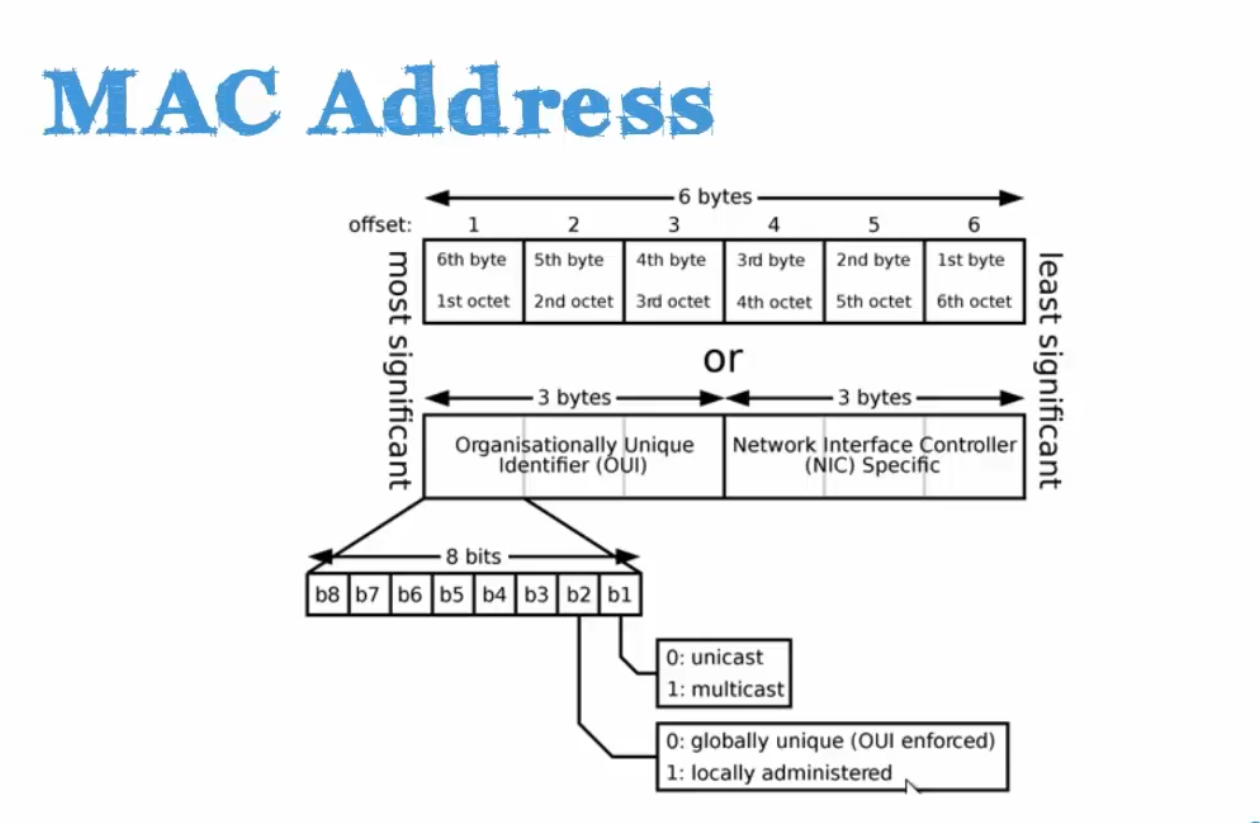 MAC Address
6 bytes
offset: 1 2 3 4 5 6
6th byte 5th byte 4th byte 3rd byte 2nd byte 1st byte
1st octet 2nd octet 3rd octet 4th octet 5th octet 6th octet
most significant
least significant
or
3 bytes 3 bytes
Organisationally Unique
Identifier (OUI)
Network Interface Controller
(NIC) Specific
8 bits
b8 b7 b6 b5 b4 b3 b2 b1
0: unicast
1: multicast
0: globally unique (OUI enforced)
1: locally administered